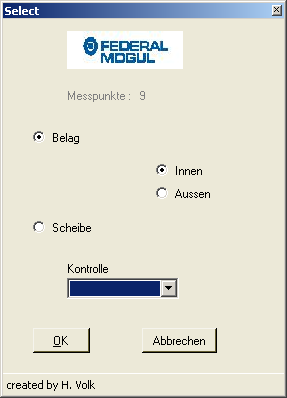 Select
FEDERAL
MOGUL
Messpunkte : 9
Belag
Innen
Aussen
Scheibe
Kontrolle
OK Abbrechen
created by H. Volk